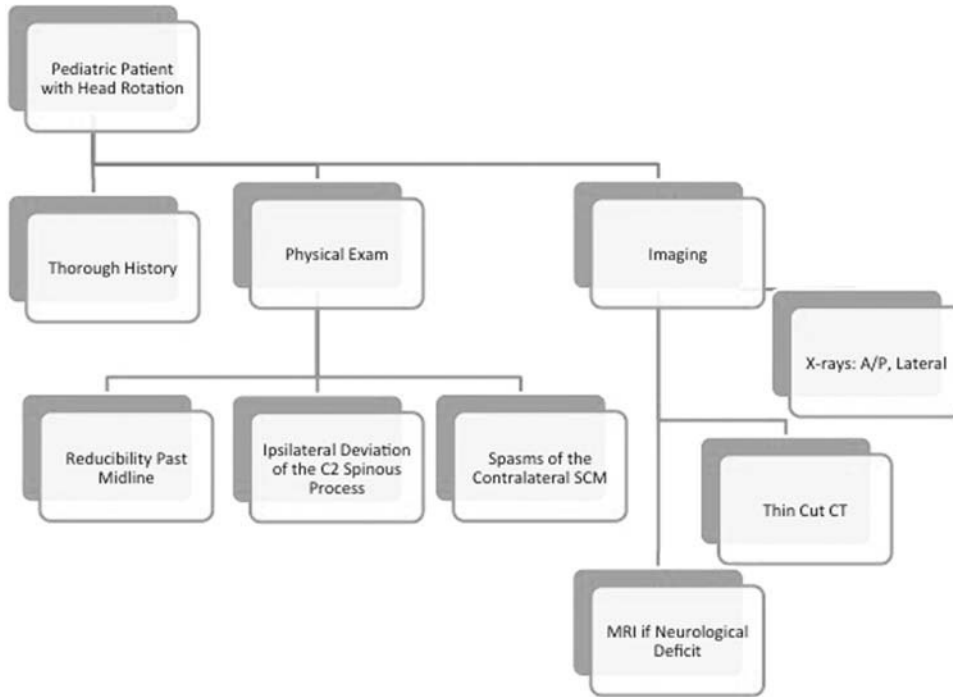 Pediatric Patient
with Head Rotation
Thorough History
Physical Exam
Imaging
X-rays: A/P, Lateral
Reducibility Past
Midline
Ipsilateral Deviation
of the C2 Spinous
Process
Spasms of the
Contralateral SCM
Thin Cut CT
MRI if Neurological
Deficit